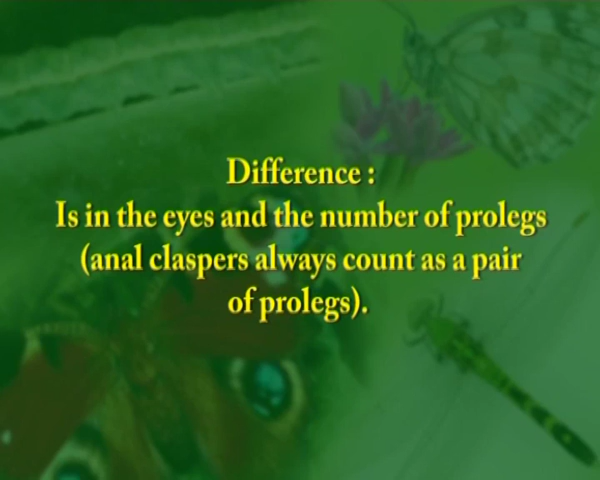 Difference :
Is in the eyes and the number of prolegs
(anal claspers always count as a pair
of prolegs).